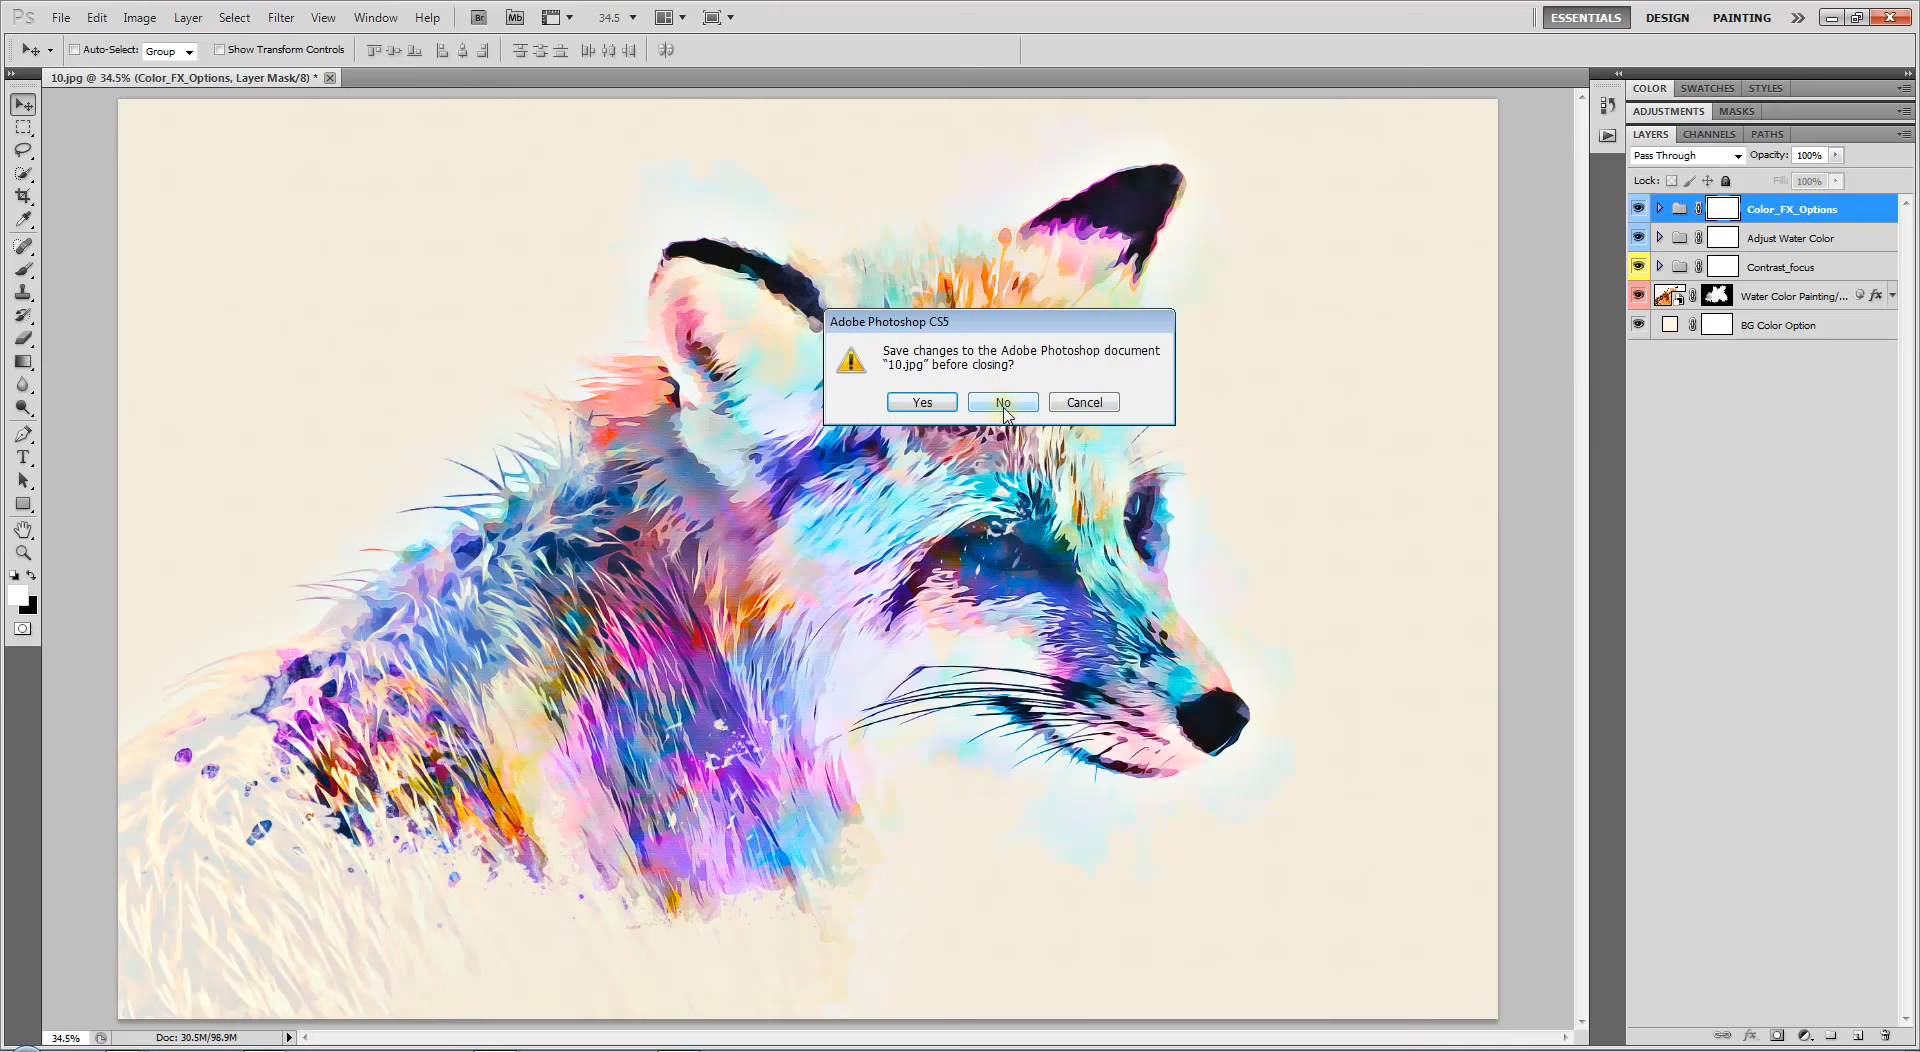 Ps File Edit Image Layer Select Filter View Window Help Br Mb 34.5 ESSENTIALS DESIGN PAINTING
Auto-Select: Group Show Transform Controls
10.jpg @ 34.5% (Color_FX_Options, Layer Mask/8) *
COLOR SWATCHES STYLES
ADJUSTMENTS MASKS
LAYERS CHANNELS PATHS
Pass Through Opacity: 100%
Lock: Fill: 100%
Color_FX_Options
Adjust Water Color
Contrast_focus
Water Color Painting/... fx
BG Color Option
Adobe Photoshop CS5
Save changes to the Adobe Photoshop document
“10.jpg” before closing?
Yes No Cancel
34.5% Doc: 30.5M/98.9M